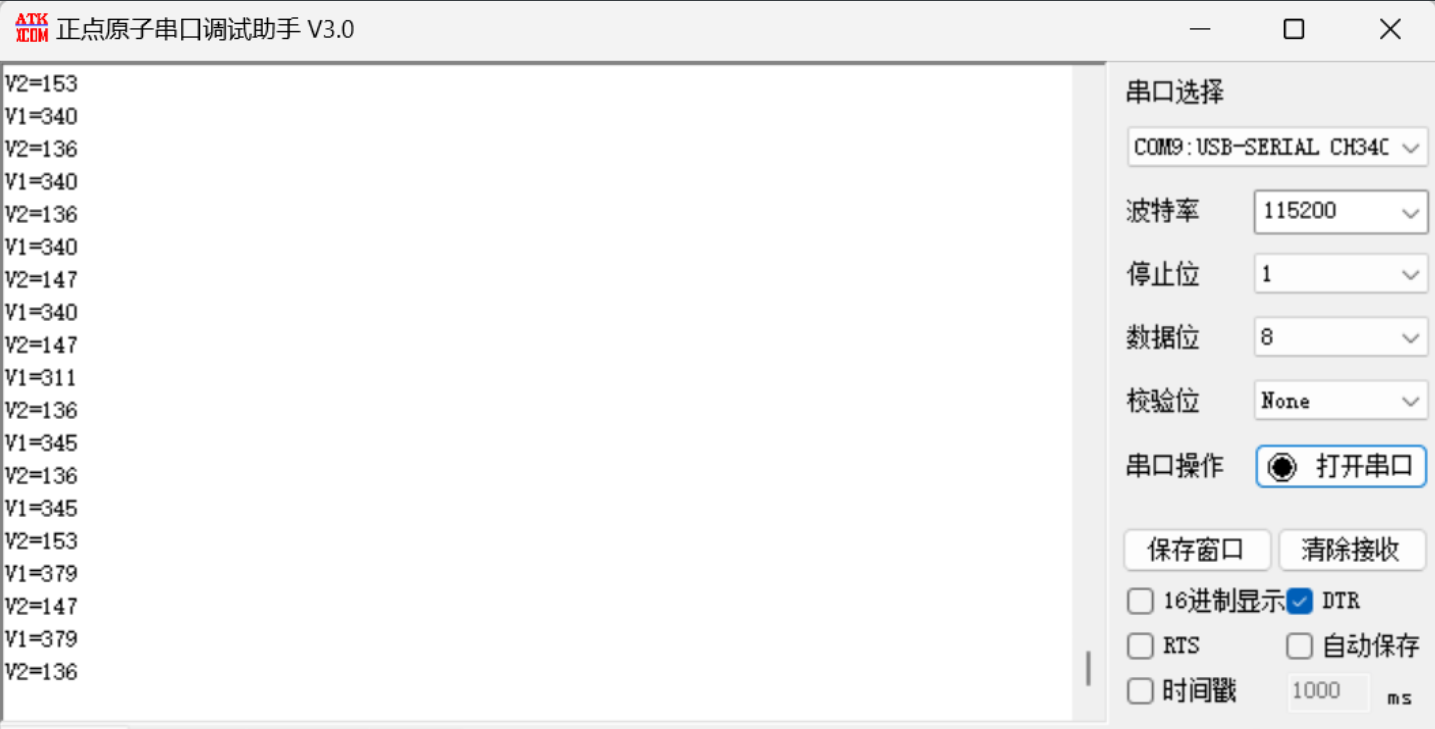 ATK
XCOM 正点原子串口调试助手 V3.0
V2=153
V1=340
V2=136
V1=340
V2=136
V1=340
V2=147
V1=340
V2=147
V1=311
V2=136
V1=345
V2=136
V1=345
V2=153
V1=379
V2=147
V1=379
V2=136
串口选择
COM9:USB-SERIAL CH340
波特率 115200
停止位 1
数据位 8
校验位 None
串口操作 打开串口
保存窗口 清除接收
16进制显示 DTR
RTS 自动保存
时间戳 1000 ms